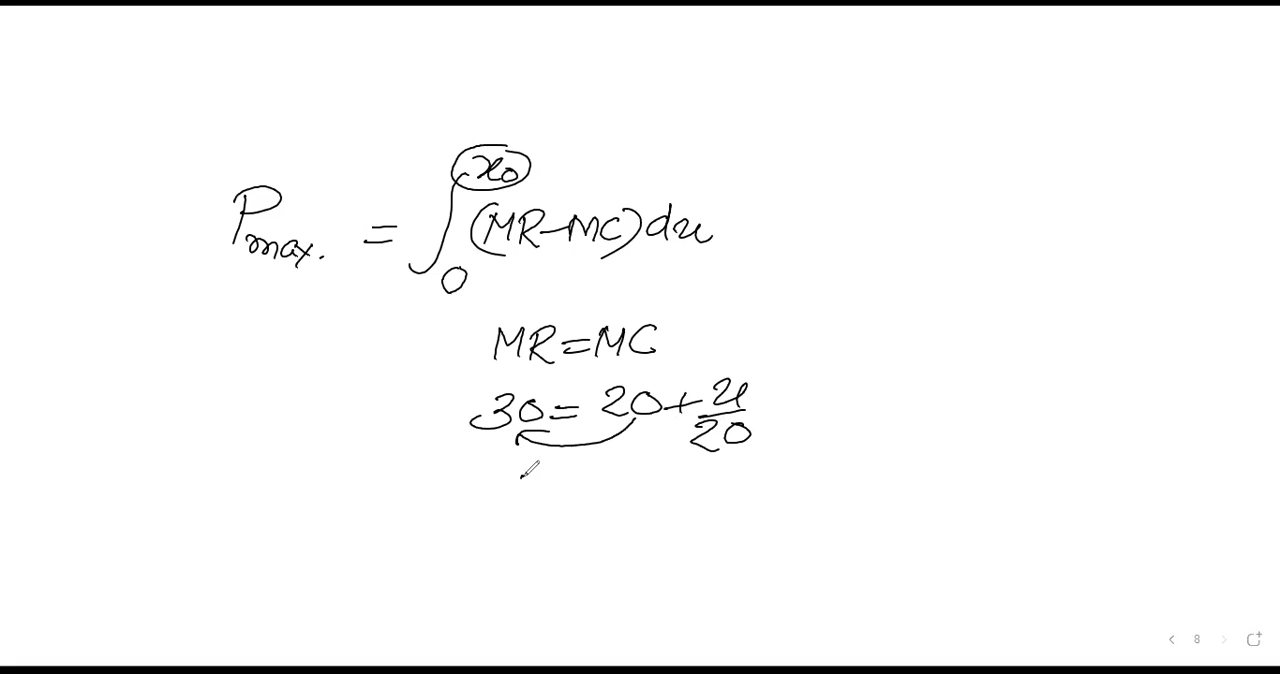 Pmax. = ∫₀^x₀ (MR-MC)dx
MR=MC
30=20+x/20
8